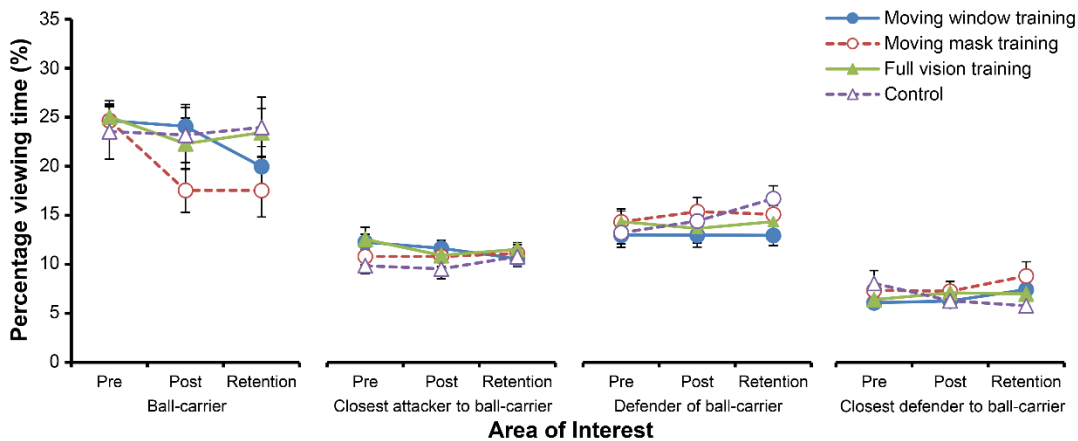 Percentage viewing time (%)
35
30
25
20
15
10
5
0
Moving window training
Moving mask training
Full vision training
Control
Pre Post Retention Pre Post Retention Pre Post Retention Pre Post Retention
Ball-carrier Closest attacker to ball-carrier Defender of ball-carrier Closest defender to ball-carrier
Area of Interest